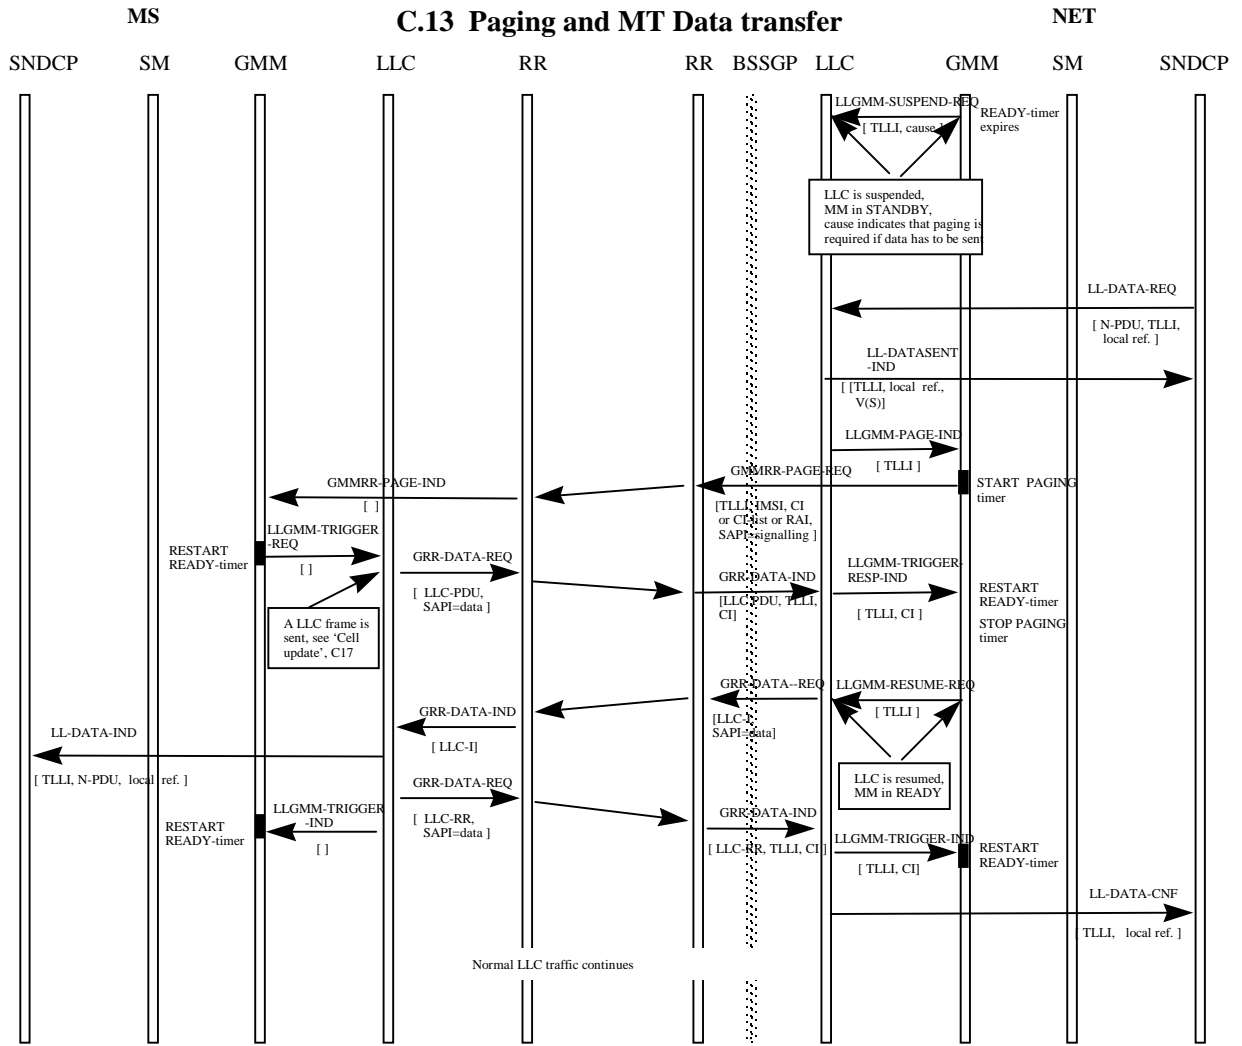 MS
C.13 Paging and MT Data transfer
NET
SNDCP SM GMM LLC RR RR BSSGP LLC GMM SM SNDCP
LLGMM-SUSPEND-REQ
[ TLLI, cause ]
READY-timer
expires
LLC is suspended,
MM in STANDBY,
cause indicates that paging is
required if data has to be sent
LL-DATA-REQ
[ N-PDU, TLLI,
local ref. ]
LL-DATASENT
-IND
[ [TLLI, local ref.,
V(S)]
LLGMM-PAGE-IND
[ TLLI ]
GMMRR-PAGE-REQ
START PAGING
timer
GMMRR-PAGE-IND
[ ]
[TLLI, IMSI, CI
or CI-list or RAI,
SAPI=signalling ]
LLGMM-TRIGGER
-REQ
[ ]
RESTART
READY-timer
GRR-DATA-REQ
[ LLC-PDU,
SAPI=data ]
GRR-DATA-IND
[LLC-PDU, TLLI,
CI]
LLGMM-TRIGGER-
RESP-IND
[ TLLI, CI ]
RESTART
READY-timer
STOP PAGING
timer
A LLC frame is
sent, see ‘Cell
update’, C17
GRR-DATA--REQ
[LLC-I,
SAPI=data]
LLGMM-RESUME-REQ
[ TLLI ]
GRR-DATA-IND
[ LLC-I]
LL-DATA-IND
[ TLLI, N-PDU, local ref. ]
LLC is resumed,
MM in READY
GRR-DATA-REQ
[ LLC-RR,
SAPI=data ]
LLGMM-TRIGGER
-IND
[ ]
RESTART
READY-timer
GRR-DATA-IND
[ LLC-RR, TLLI, CI ]
LLGMM-TRIGGER-IND
[ TLLI, CI]
RESTART
READY-timer
LL-DATA-CNF
[ TLLI, local ref. ]
Normal LLC traffic continues